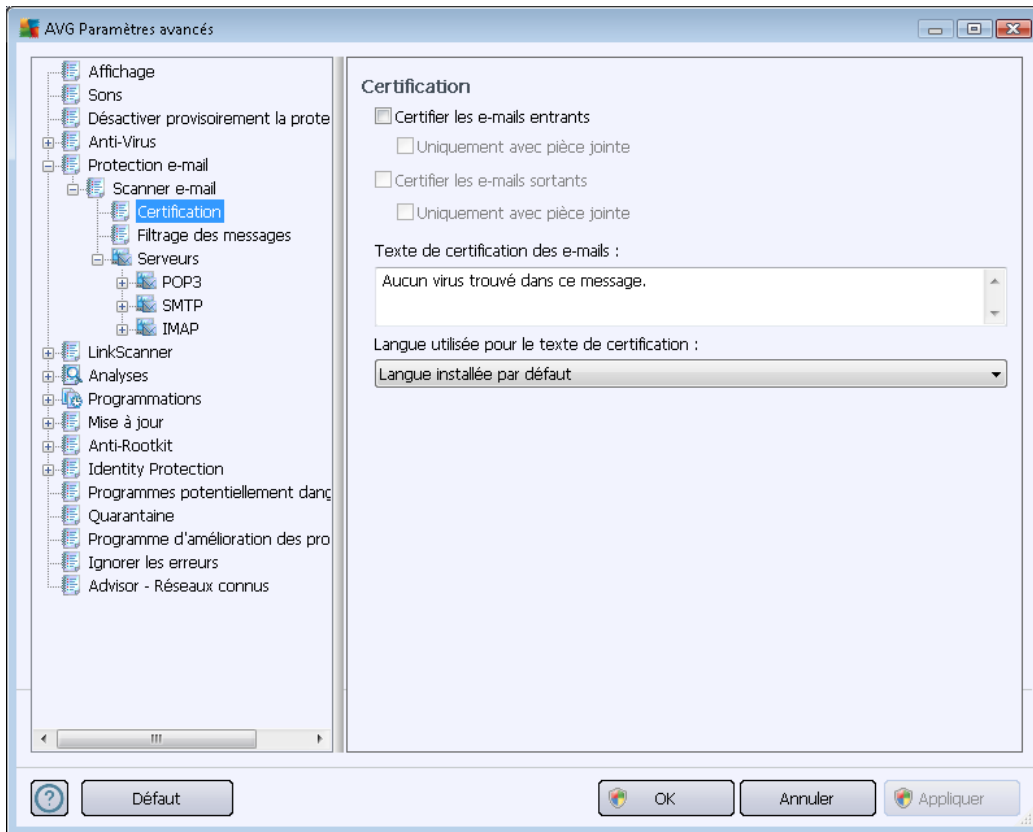 AVG Paramètres avancés
Affichage
Sons
Désactiver provisoirement la prote
Anti-Virus
Protection e-mail
Scanner e-mail
Certification
Filtrage des messages
Serveurs
POP3
SMTP
IMAP
LinkScanner
Analyses
Programmations
Mise à jour
Anti-Rootkit
Identity Protection
Programmes potentiellement dang
Quarantaine
Programme d'amélioration des pro
Ignorer les erreurs
Advisor - Réseaux connus
Certification
Certifier les e-mails entrants
Uniquement avec pièce jointe
Certifier les e-mails sortants
Uniquement avec pièce jointe
Texte de certification des e-mails :
Aucun virus trouvé dans ce message.
Langue utilisée pour le texte de certification :
Langue installée par défaut
Défaut
OK
Annuler
Appliquer